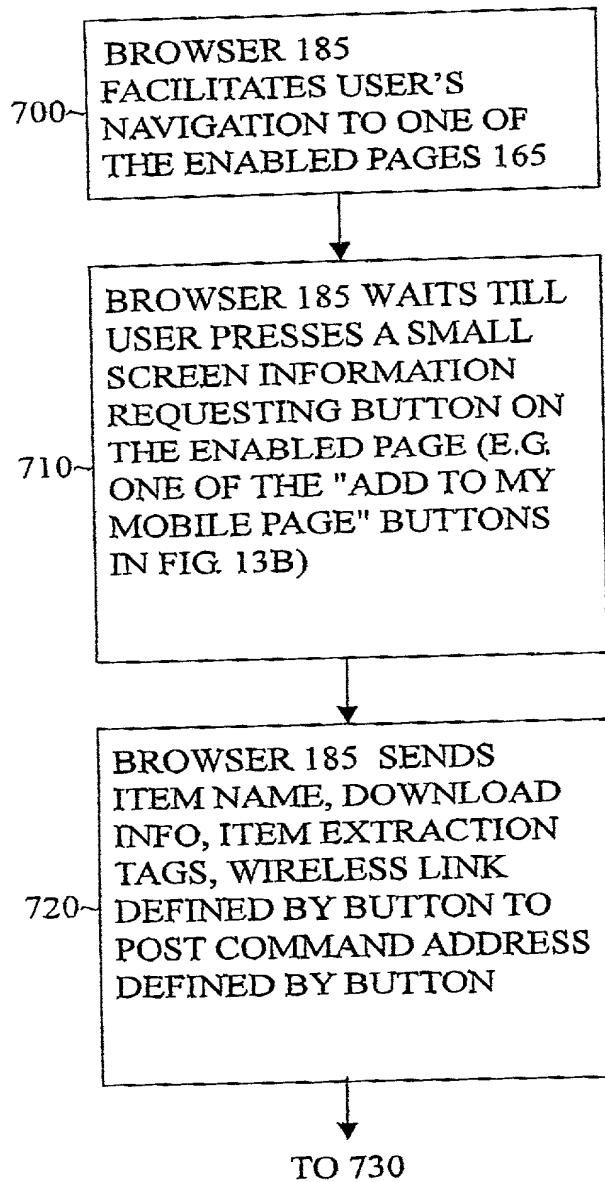 BROWSER 185
FACILITATES USER'S
700
NAVIGATION TO ONE OF
THE ENABLED PAGES 165
BROWSER 185 WAITS TILL
USER PRESSES A SMALL
SCREEN INFORMATION
REQUESTING BUTTON ON
THE ENABLED PAGE (E.G.
710
ONE OF THE "ADD TO MY
MOBILE PAGE" BUTTONS
IN FIG. 13B)
BROWSER 185 SENDS
ITEM NAME, DOWNLOAD
INFO, ITEM EXTRACTION
TAGS, WIRELESS LINK
720
DEFINED BY BUTTON TO
POST COMMAND ADDRESS
DEFINED BY BUTTON
TO 730